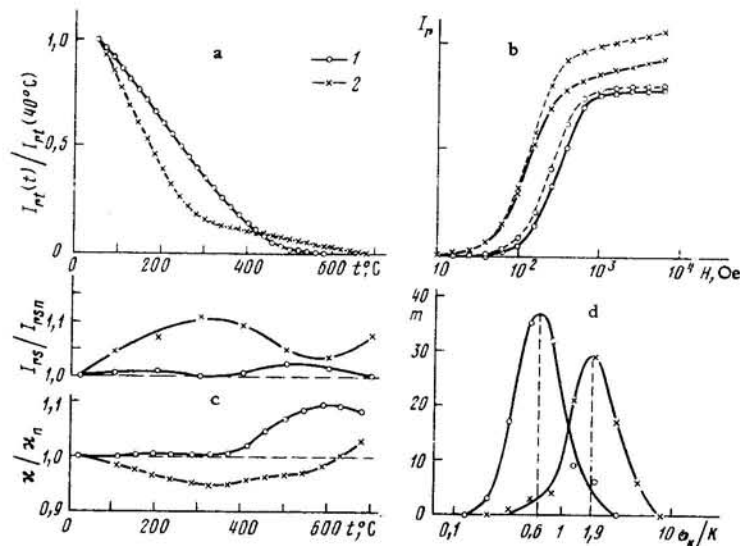 1,0
a
1
2
0,5
0
200
400
600 t°C
I_rt(t)/I_rt(40°C)
I_r
b
10
10²
10³
10⁴ H, Oe
I_rs/I_rsn
1,1
1,0
c
ϰ/ϰ_n
1,1
1,0
0,9
0
200
400
600 t°C
40
m
30
20
10
0
d
0,1
0,6
1
1,9
10